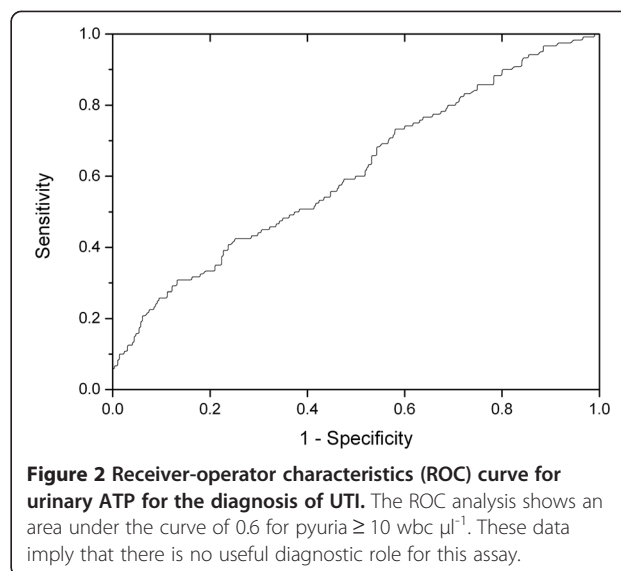 1.0
0.8
0.6
0.4
0.2
0.0
Sensitivity
0.0 0.2 0.4 0.6 0.8 1.0
1 - Specificity
Figure 2 Receiver-operator characteristics (ROC) curve for
urinary ATP for the diagnosis of UTI. The ROC analysis shows an
area under the curve of 0.6 for pyuria ≥ 10 wbc μl⁻¹. These data
imply that there is no useful diagnostic role for this assay.